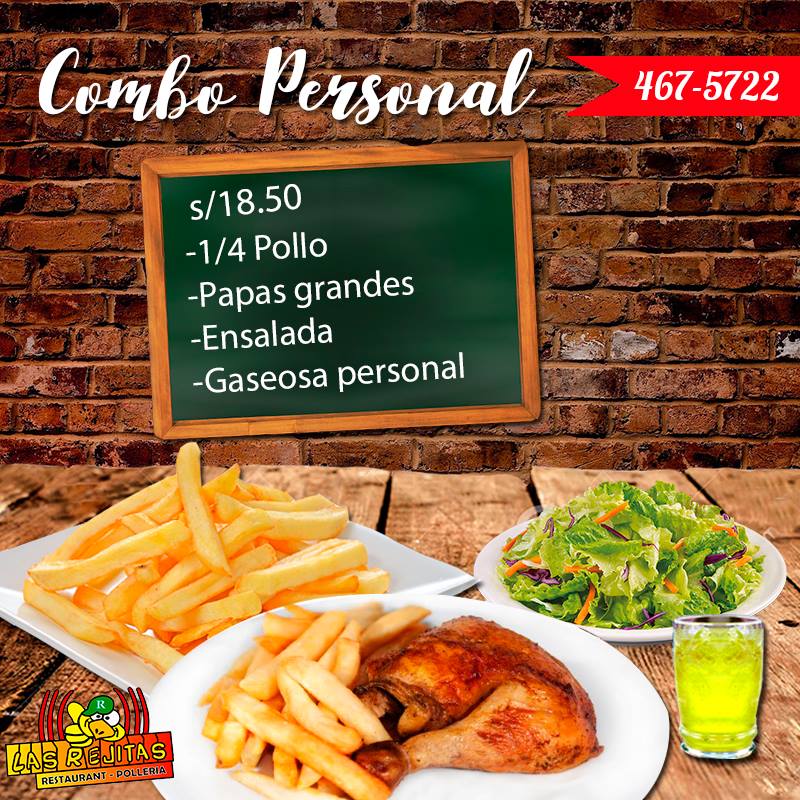 Combo Personal
467-5722
s/18.50
-1/4 Pollo
-Papas grandes
-Ensalada
-Gaseosa personal
R
LAS REJITAS
RESTAURANT - POLLERIA